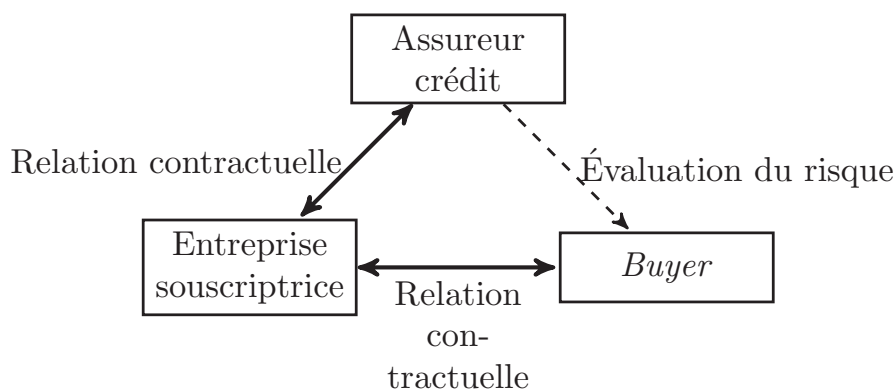 Assureur
crédit
Relation contractuelle
Évaluation du risque
Entreprise
souscriptrice
Buyer
Relation
con-
tractuelle